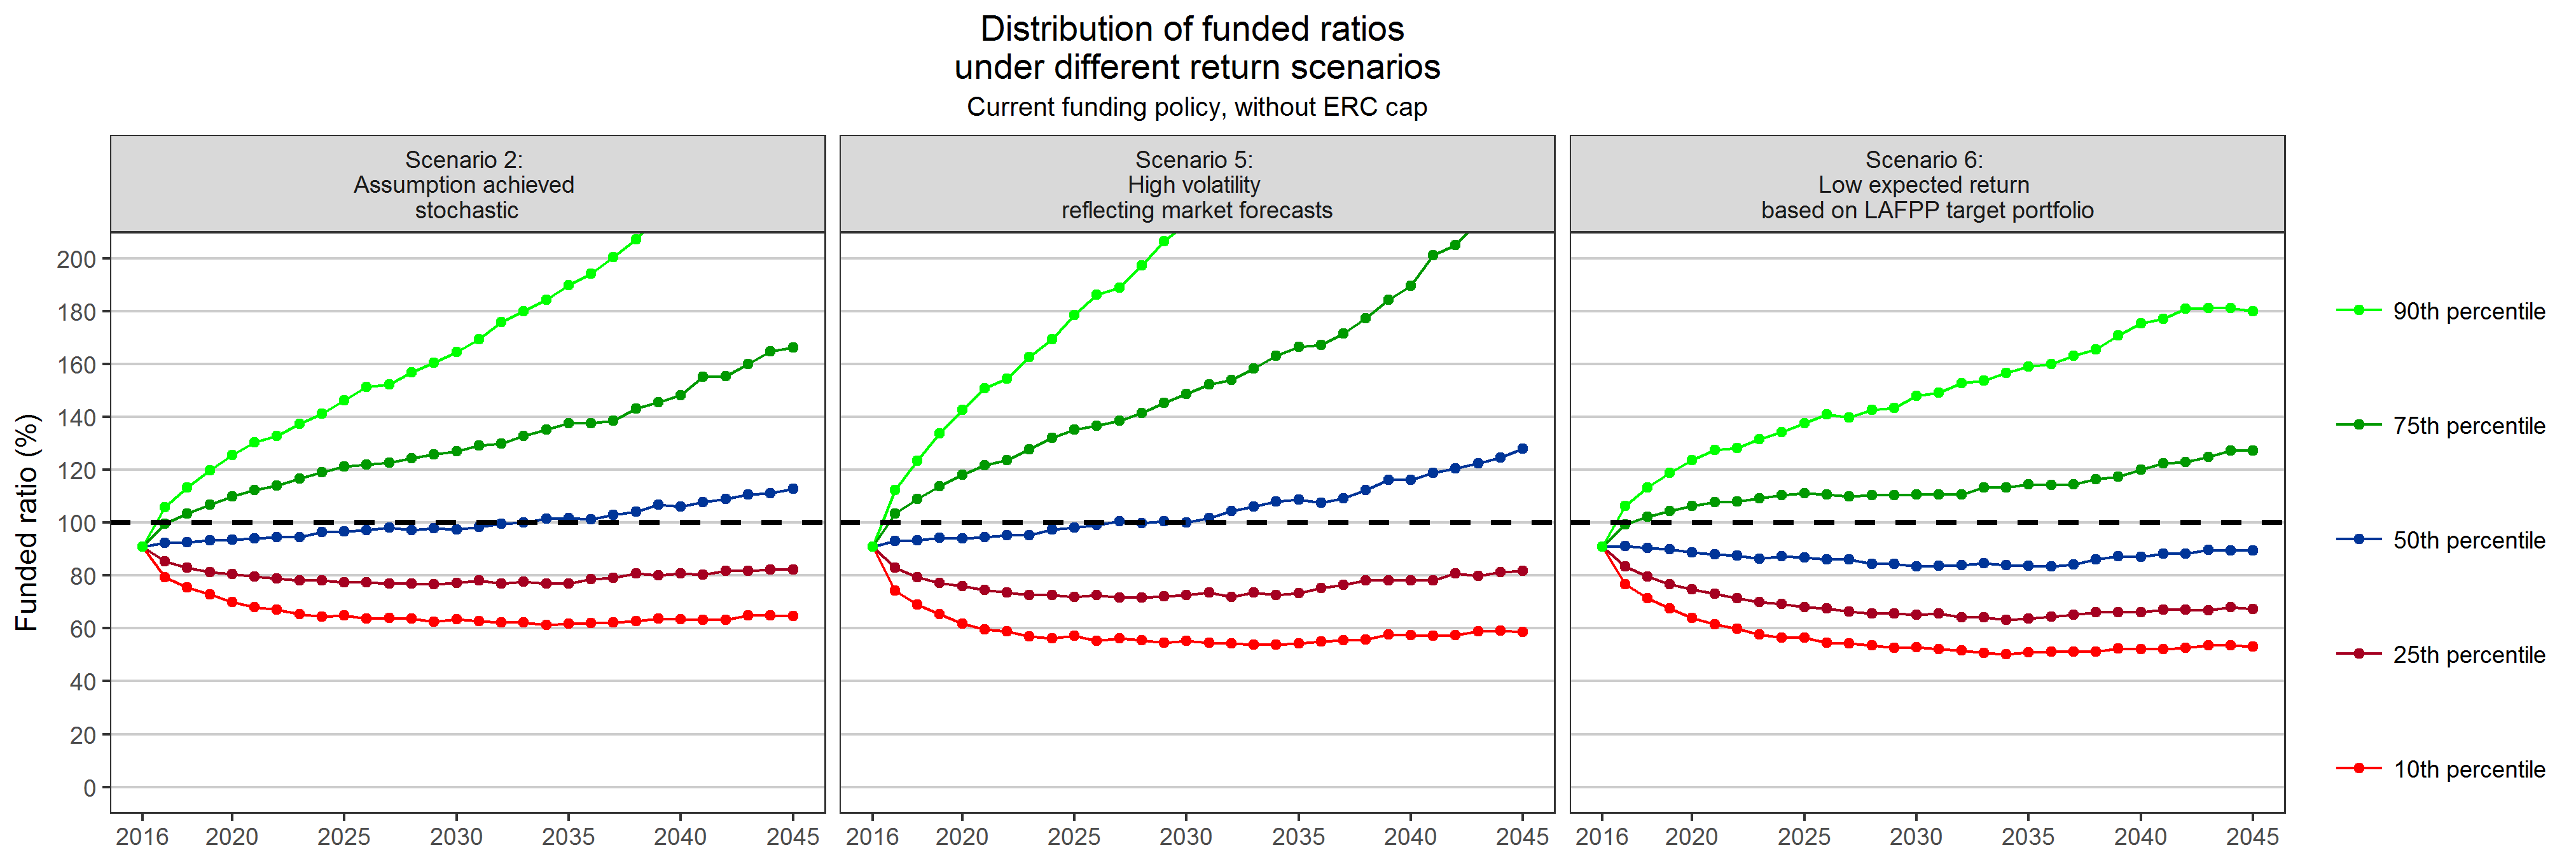 Distribution of funded ratios
under different return scenarios
Current funding policy, without ERC cap
Scenario 2:
Assumption achieved
stochastic
Scenario 5:
High volatility
reflecting market forecasts
Scenario 6:
Low expected return
based on LAFPP target portfolio
Funded ratio (%)
200
180
160
140
120
100
80
60
40
20
0
2016 2020 2025 2030 2035 2040 2045
2016 2020 2025 2030 2035 2040 2045
2016 2020 2025 2030 2035 2040 2045
90th percentile
75th percentile
50th percentile
25th percentile
10th percentile